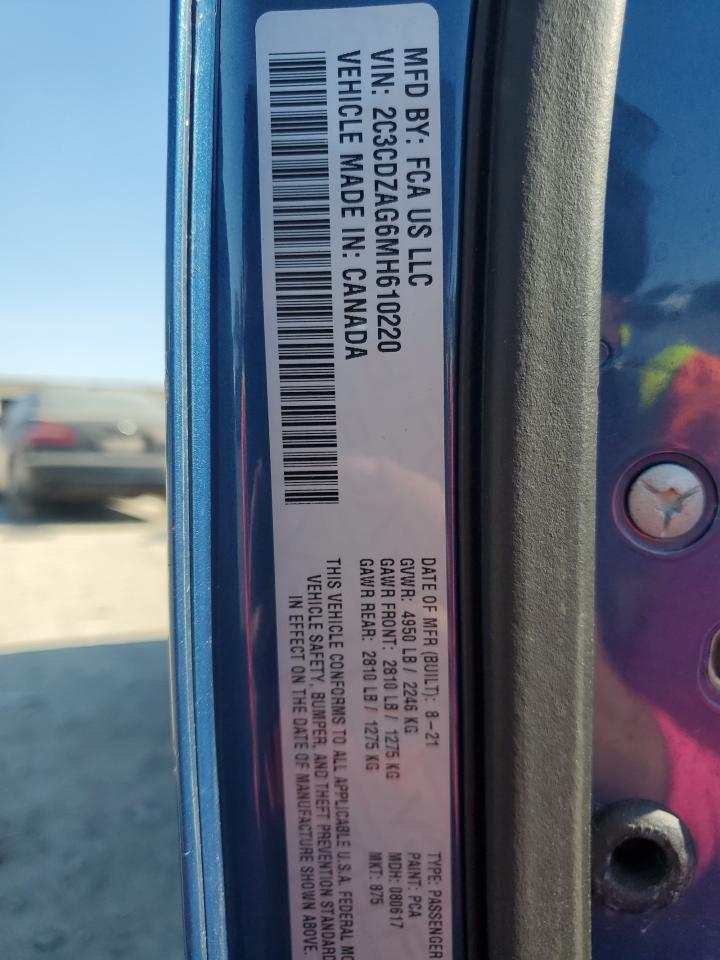 MFD BY: FCA US LLC
VIN: 2C3CDZAG6MH610220
VEHICLE MADE IN: CANADA
DATE OF MFR (BUILT): 8-21
GVWR: 4950 LB / 2246 KG
GAWR FRONT: 2810 LB / 1275 KG
GAWR REAR: 2810 LB / 1275 KG
TYPE: PASSENGER
PAINT: PCA
MDH: 080617
MKT: 875
THIS VEHICLE CONFORMS TO ALL APPLICABLE U.S.A. FEDERAL MO
VEHICLE SAFETY, BUMPER, AND THEFT PREVENTION STANDARD
IN EFFECT ON THE DATE OF MANUFACTURE SHOWN ABOVE.